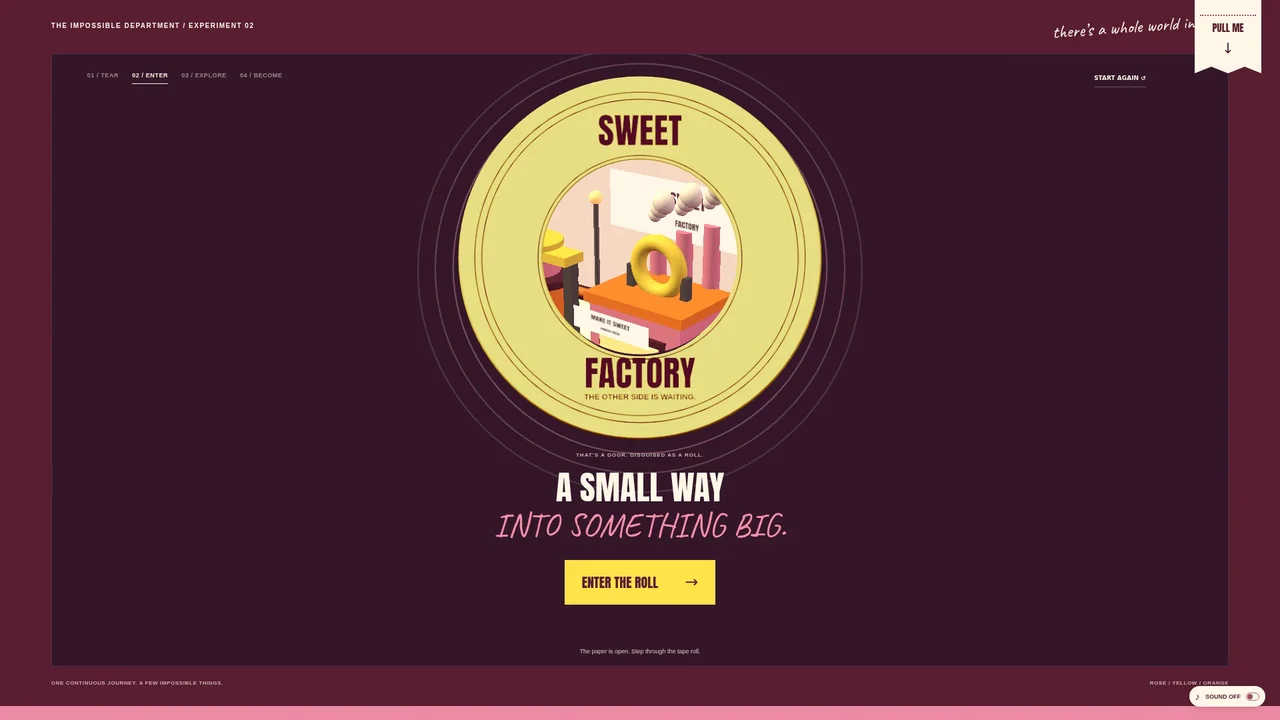 THE IMPOSSIBLE DEPARTMENT / EXPERIMENT 02
there's a whole world in
PULL ME
↓
01 / TEAR
02 / ENTER
03 / EXPLORE
04 / BECOME
START AGAIN ↺
SWEET
FACTORY
MAKE IT SWEET
FACTORY
THE OTHER SIDE IS WAITING.
THAT'S A DOOR. DISGUISED AS A ROLL.
A SMALL WAY
INTO SOMETHING BIG.
ENTER THE ROLL →
The paper is open. Step through the tape roll.
ONE CONTINUOUS JOURNEY. A FEW IMPOSSIBLE THINGS.
ROSE / YELLOW / ORANGE
♪ SOUND OFF